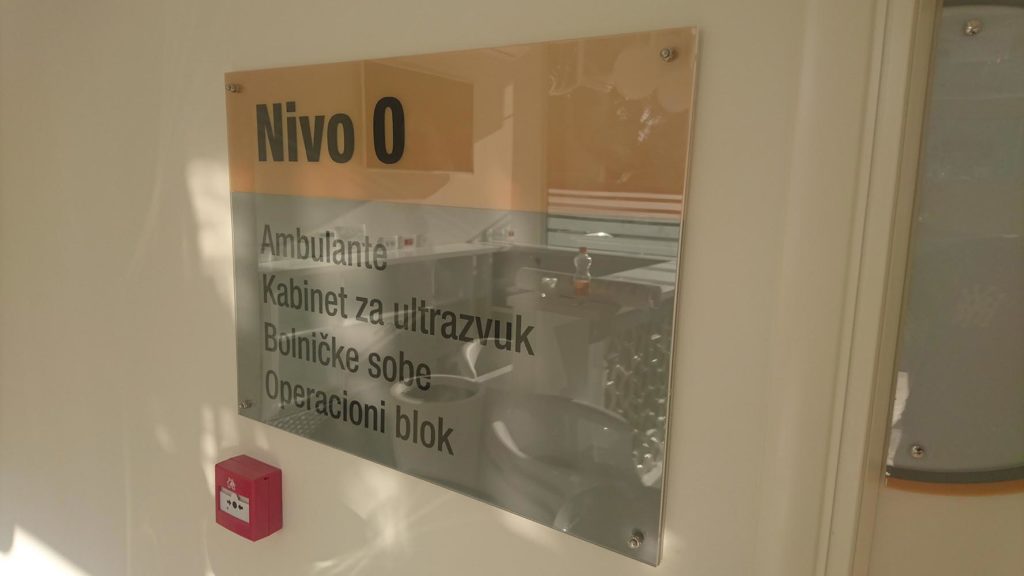 Nivo 0
Ambulante
Kabinet za ultrazvuk
Bolničke sobe
Operacioni blok